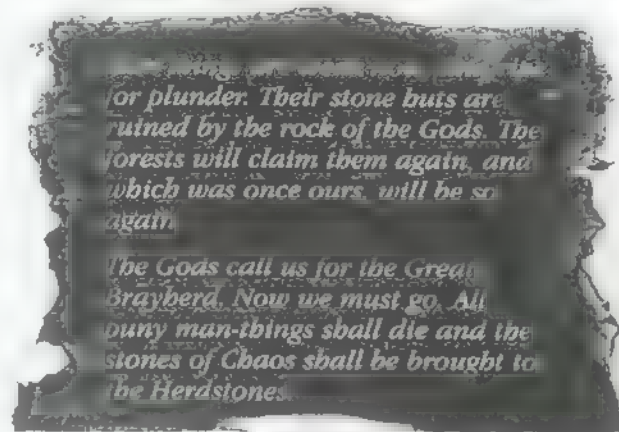 for plunder. Their stone huts are
ruined by the rock of the Gods. The
forests will claim them again, and
which was once ours, will be so
again.
The Gods call us for the Great
Brayherd. Now we must go. All
puny man-things shall die and the
stones of Chaos shall be brought to
the Herdstones